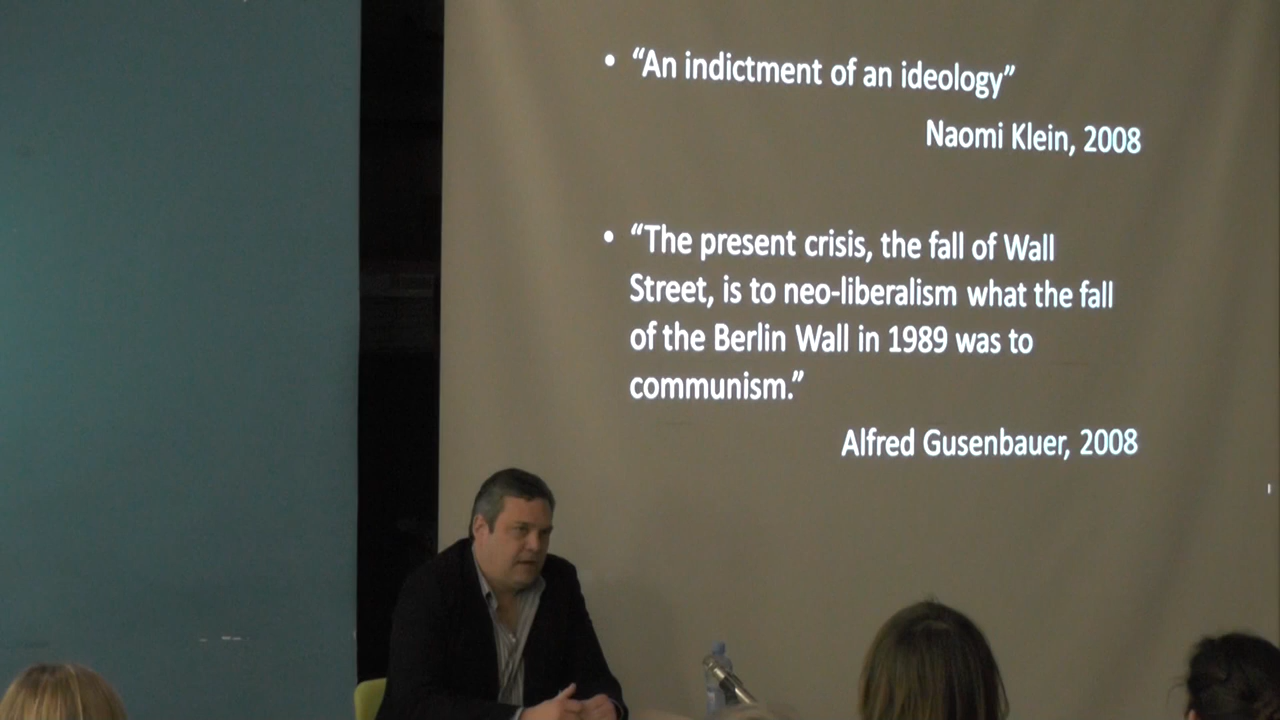 • “An indictment of an ideology”
Naomi Klein, 2008
• “The present crisis, the fall of Wall
Street, is to neo-liberalism what the fall
of the Berlin Wall in 1989 was to
communism.”
Alfred Gusenbauer, 2008